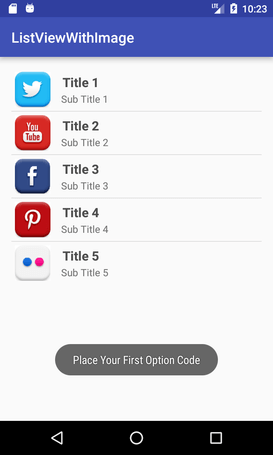 LTE 10:23
ListViewWithImage
Title 1
Sub Title 1
You
Tube
Title 2
Sub Title 2
f
Title 3
Sub Title 3
Title 4
Sub Title 4
Title 5
Sub Title 5
Place Your First Option Code